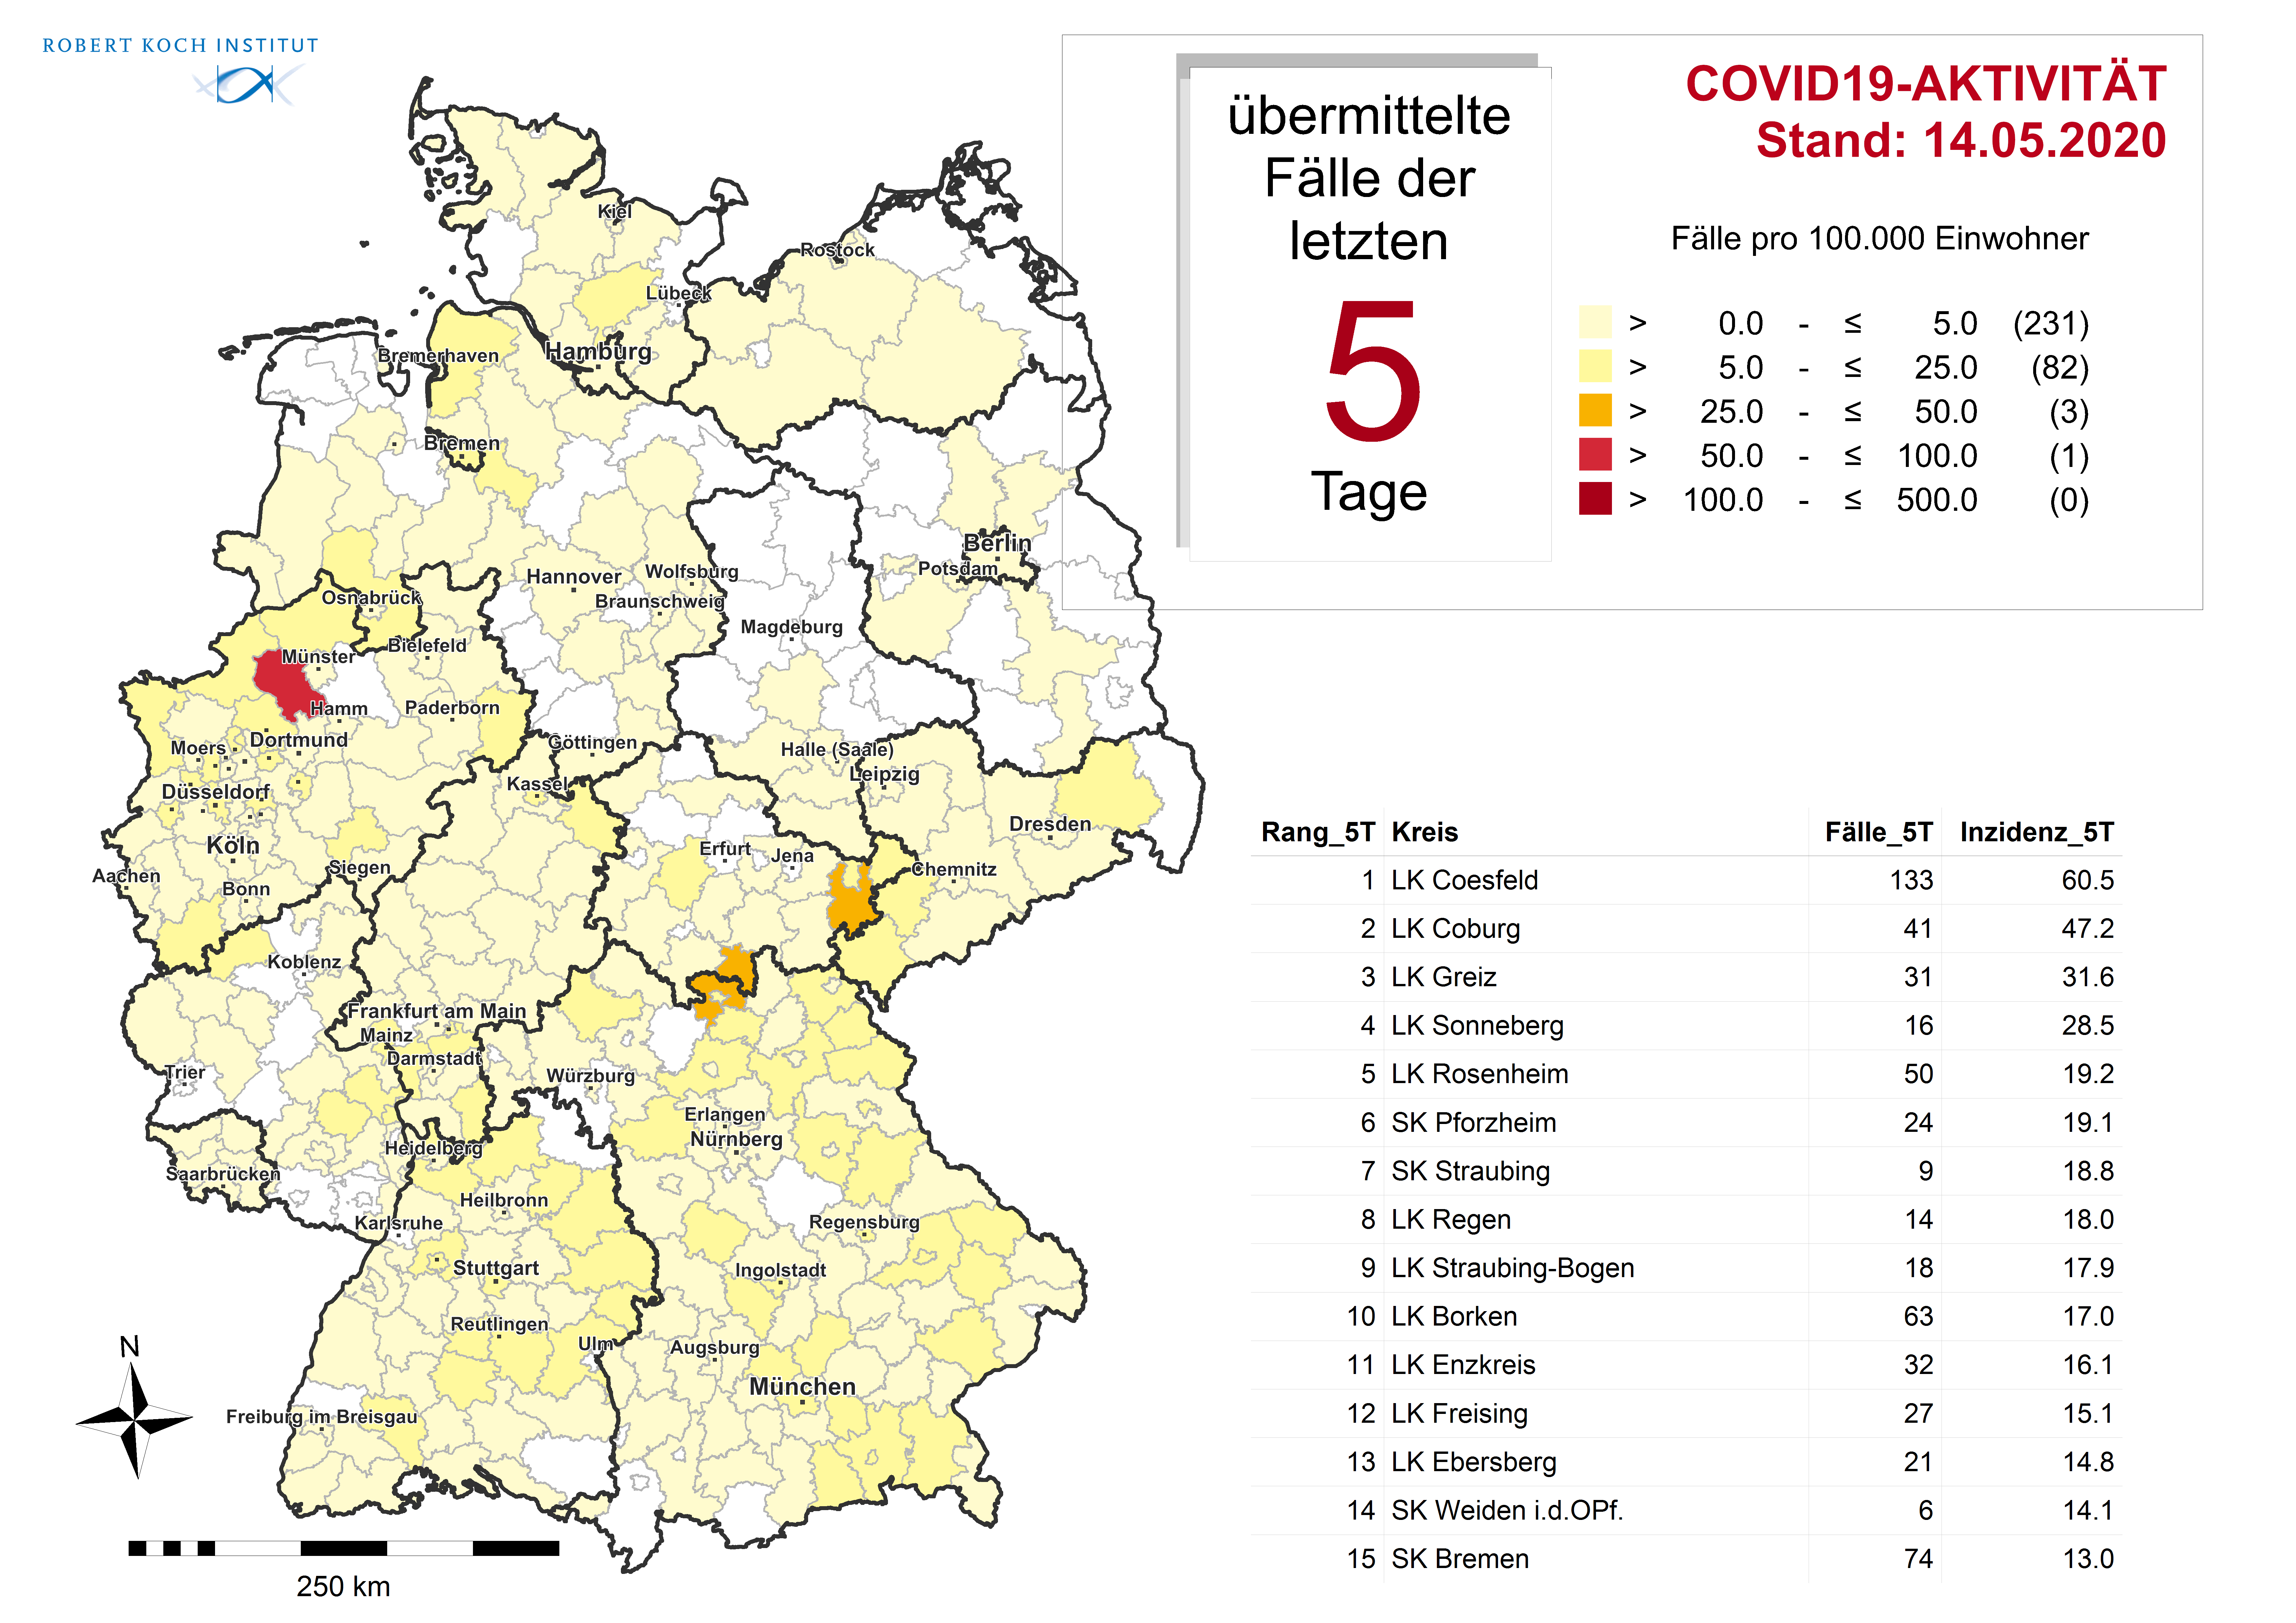 ROBERT KOCH INSTITUT
übermittelte
Fälle der
letzten
5
Tage
COVID19-AKTIVITÄT
Stand: 14.05.2020
Fälle pro 100.000 Einwohner
> 0.0 - ≤ 5.0 (231)
> 5.0 - ≤ 25.0 (82)
> 25.0 - ≤ 50.0 (3)
> 50.0 - ≤ 100.0 (1)
> 100.0 - ≤ 500.0 (0)
Kiel
Rostock
Lübeck
Bremerhaven
Hamburg
Bremen
Berlin
Potsdam
Hannover
Wolfsburg
Braunschweig
Osnabrück
Magdeburg
Bielefeld
Münster
Hamm
Paderborn
Moers
Dortmund
Göttingen
Halle (Saale)
Leipzig
Kassel
Düsseldorf
Dresden
Köln
Erfurt
Jena
Siegen
Chemnitz
Aachen
Bonn
Koblenz
Frankfurt am Main
Mainz
Darmstadt
Trier
Würzburg
Erlangen
Nürnberg
Heidelberg
Saarbrücken
Heilbronn
Karlsruhe
Regensburg
Stuttgart
Ingolstadt
Reutlingen
Ulm
Augsburg
München
Freiburg im Breisgau
N
250 km
Rang_5T Kreis Fälle_5T Inzidenz_5T
1 LK Coesfeld 133 60.5
2 LK Coburg 41 47.2
3 LK Greiz 31 31.6
4 LK Sonneberg 16 28.5
5 LK Rosenheim 50 19.2
6 SK Pforzheim 24 19.1
7 SK Straubing 9 18.8
8 LK Regen 14 18.0
9 LK Straubing-Bogen 18 17.9
10 LK Borken 63 17.0
11 LK Enzkreis 32 16.1
12 LK Freising 27 15.1
13 LK Ebersberg 21 14.8
14 SK Weiden i.d.OPf. 6 14.1
15 SK Bremen 74 13.0